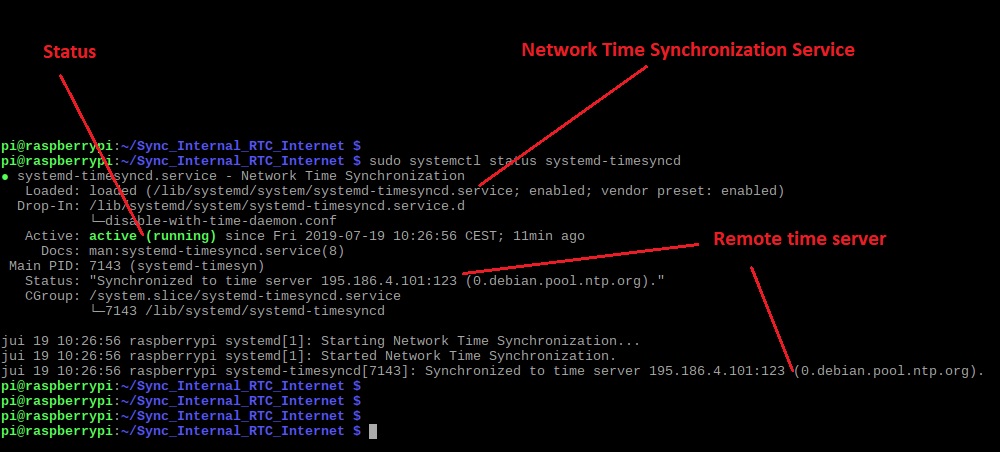 Status
Network Time Synchronization Service
pi@raspberrypi:~/Sync_Internal_RTC_Internet $
pi@raspberrypi:~/Sync_Internal_RTC_Internet $ sudo systemctl status systemd-timesyncd
● systemd-timesyncd.service - Network Time Synchronization
   Loaded: loaded (/lib/systemd/system/systemd-timesyncd.service; enabled; vendor preset: enabled)
  Drop-In: /lib/systemd/system/systemd-timesyncd.service.d
           └─disable-with-time-daemon.conf
   Active: active (running) since Fri 2019-07-19 10:26:56 CEST; 11min ago
     Docs: man:systemd-timesyncd.service(8)
 Main PID: 7143 (systemd-timesyn)
   Status: "Synchronized to time server 195.186.4.101:123 (0.debian.pool.ntp.org)."
   CGroup: /system.slice/systemd-timesyncd.service
           └─7143 /lib/systemd/systemd-timesyncd
Remote time server
jui 19 10:26:56 raspberrypi systemd[1]: Starting Network Time Synchronization...
jui 19 10:26:56 raspberrypi systemd[1]: Started Network Time Synchronization.
jui 19 10:26:56 raspberrypi systemd-timesyncd[7143]: Synchronized to time server 195.186.4.101:123 (0.debian.pool.ntp.org).
pi@raspberrypi:~/Sync_Internal_RTC_Internet $
pi@raspberrypi:~/Sync_Internal_RTC_Internet $
pi@raspberrypi:~/Sync_Internal_RTC_Internet $
pi@raspberrypi:~/Sync_Internal_RTC_Internet $